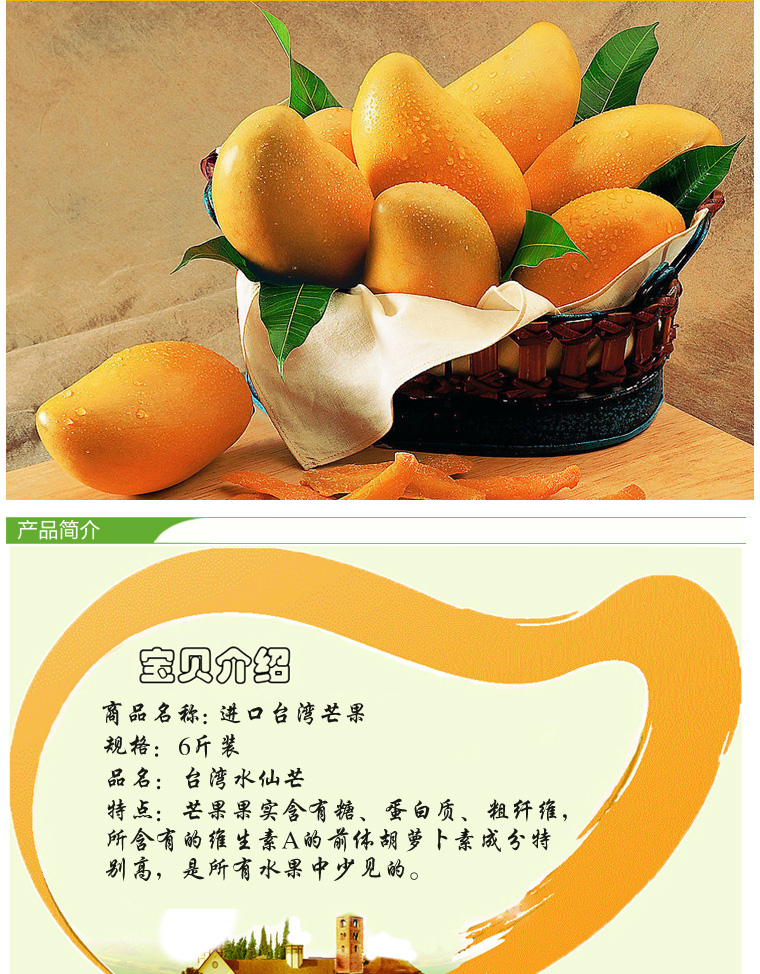 产品简介
宝贝介绍
商品名称: 进口台湾芒果
规格: 6斤装
品名: 台湾水仙芒
特点: 芒果果实含有糖、蛋白质、粗纤维,
所含有的维生素A的前体胡萝卜素成分特
别高, 是所有水果中少见的。